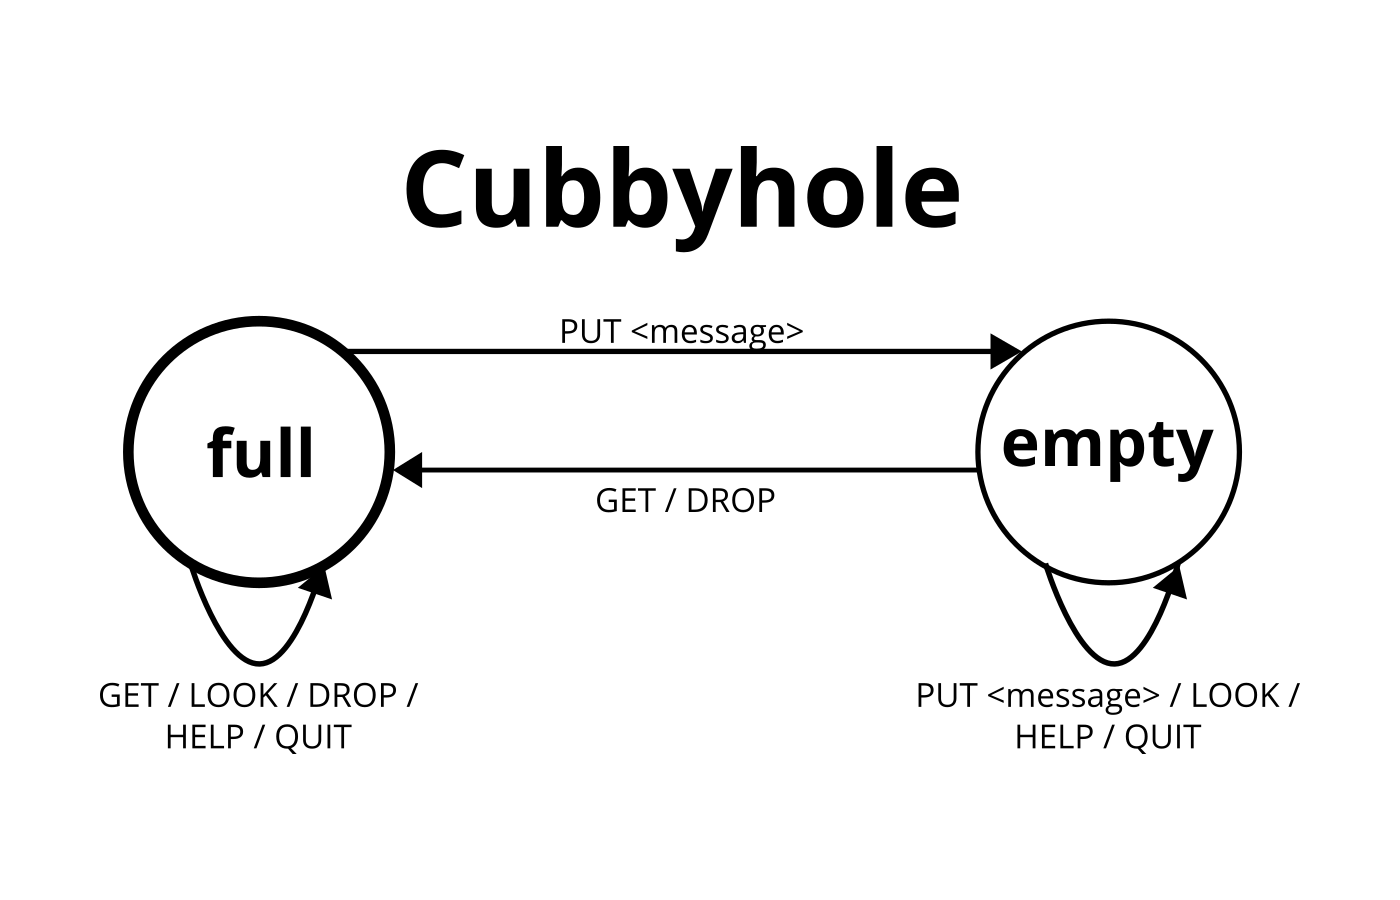 Cubbyhole
PUT <message>
full
empty
GET / DROP
GET / LOOK / DROP /
HELP / QUIT
PUT <message> / LOOK /
HELP / QUIT